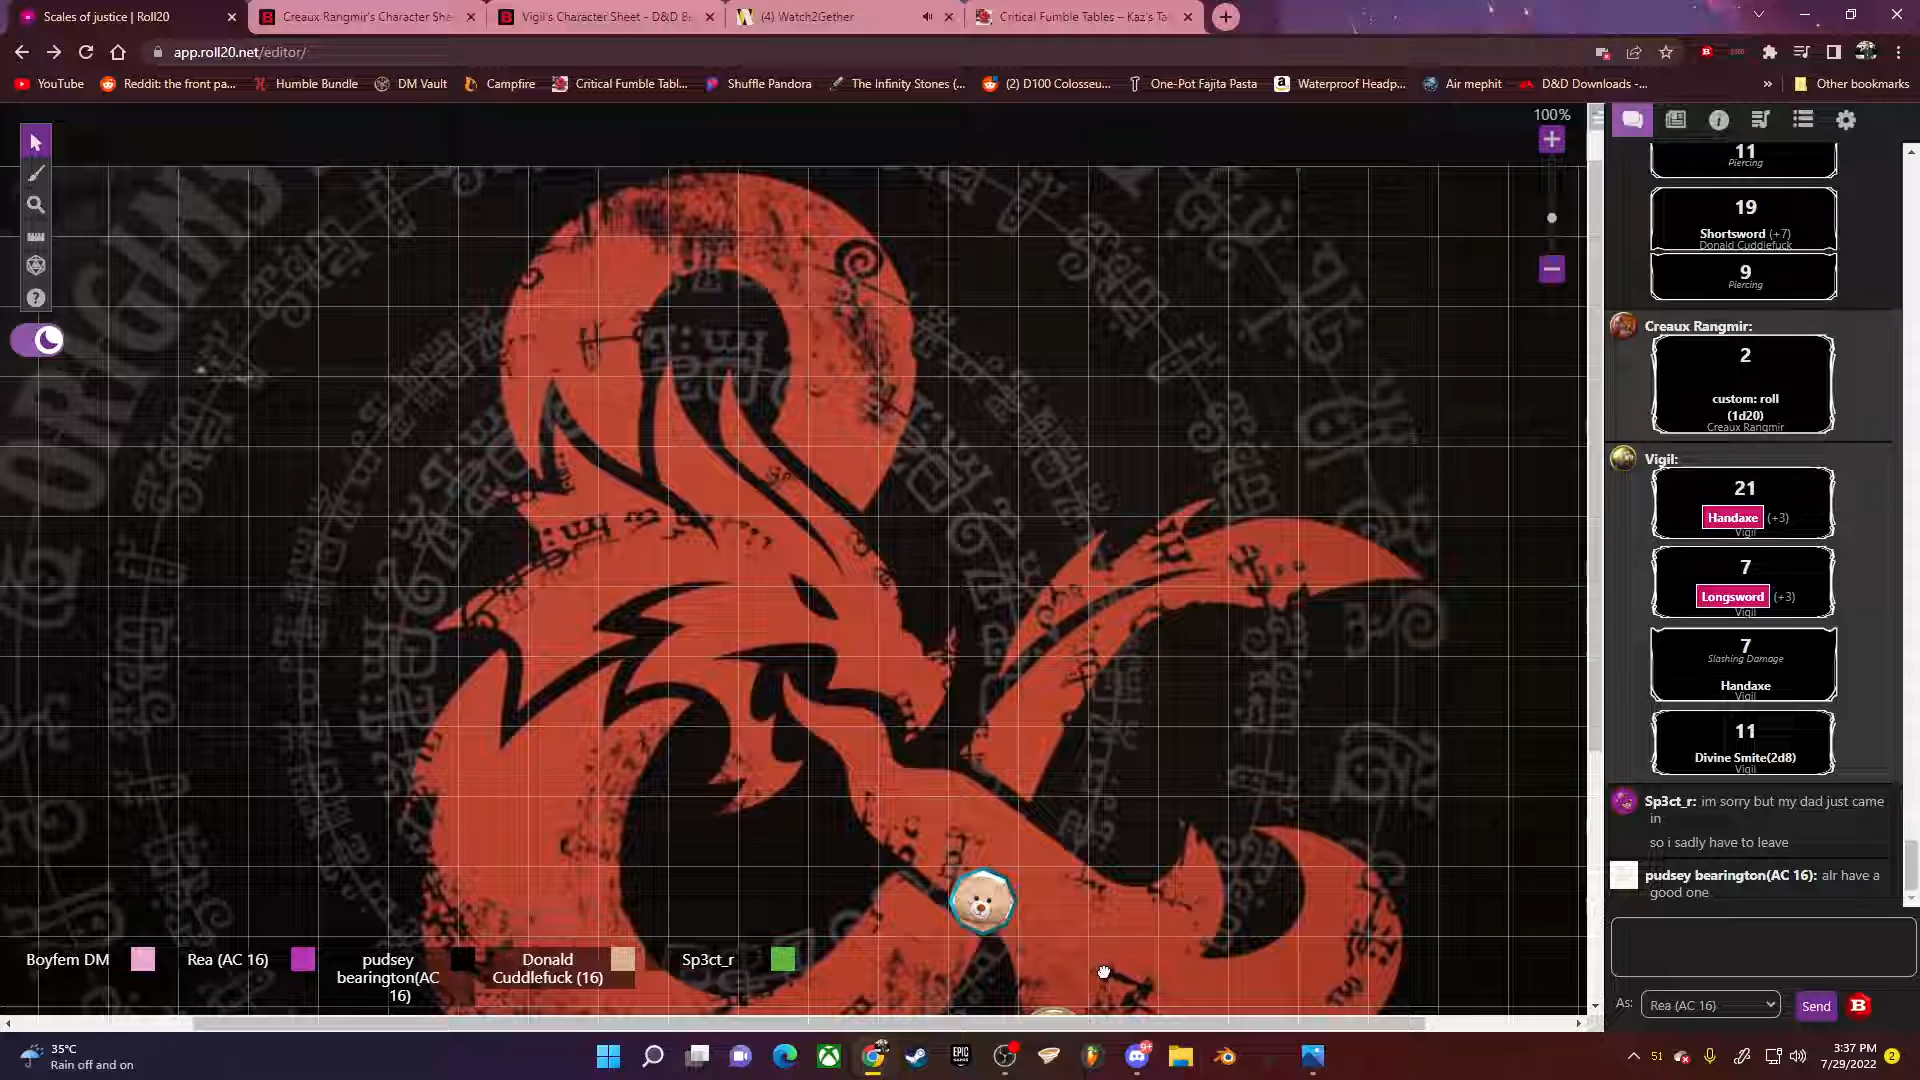 Scales of justice | Roll20
Creaux Rangmir's Character She
Vigil's Character Sheet - D&D B
(4) Watch2Gether
Critical Fumble Tables – Kaz's Ta
app.roll20.net/editor/
YouTube
Reddit: the front pa...
Humble Bundle
DM Vault
Campfire
Critical Fumble Tabl...
Shuffle Pandora
The Infinity Stones (...
(2) D100 Colosseu...
One-Pot Fajita Pasta
Waterproof Headp...
Air mephit
D&D Downloads -...
»
Other bookmarks
100%
ORIGINS
11
Piercing
19
Shortsword (+7)
Donald Cuddlefuck
9
Piercing
Creaux Rangmir:
2
custom: roll
(1d20)
Creaux Rangmir
Vigil:
21
Handaxe (+3)
Vigil
7
Longsword (+3)
Vigil
7
Slashing Damage
Handaxe
Vigil
11
Divine Smite(2d8)
Vigil
Sp3ct_r: im sorry but my dad just came
in
so i sadly have to leave
pudsey bearington(AC 16): alr have a
good one
As:
Rea (AC 16)
Send
Boyfem DM
Rea (AC 16)
pudsey
bearington(AC
16)
Donald
Cuddlefuck (16)
Sp3ct_r
35°C
Rain off and on
EPIC
GAMES
9+
51
3:37 PM
7/29/2022
2